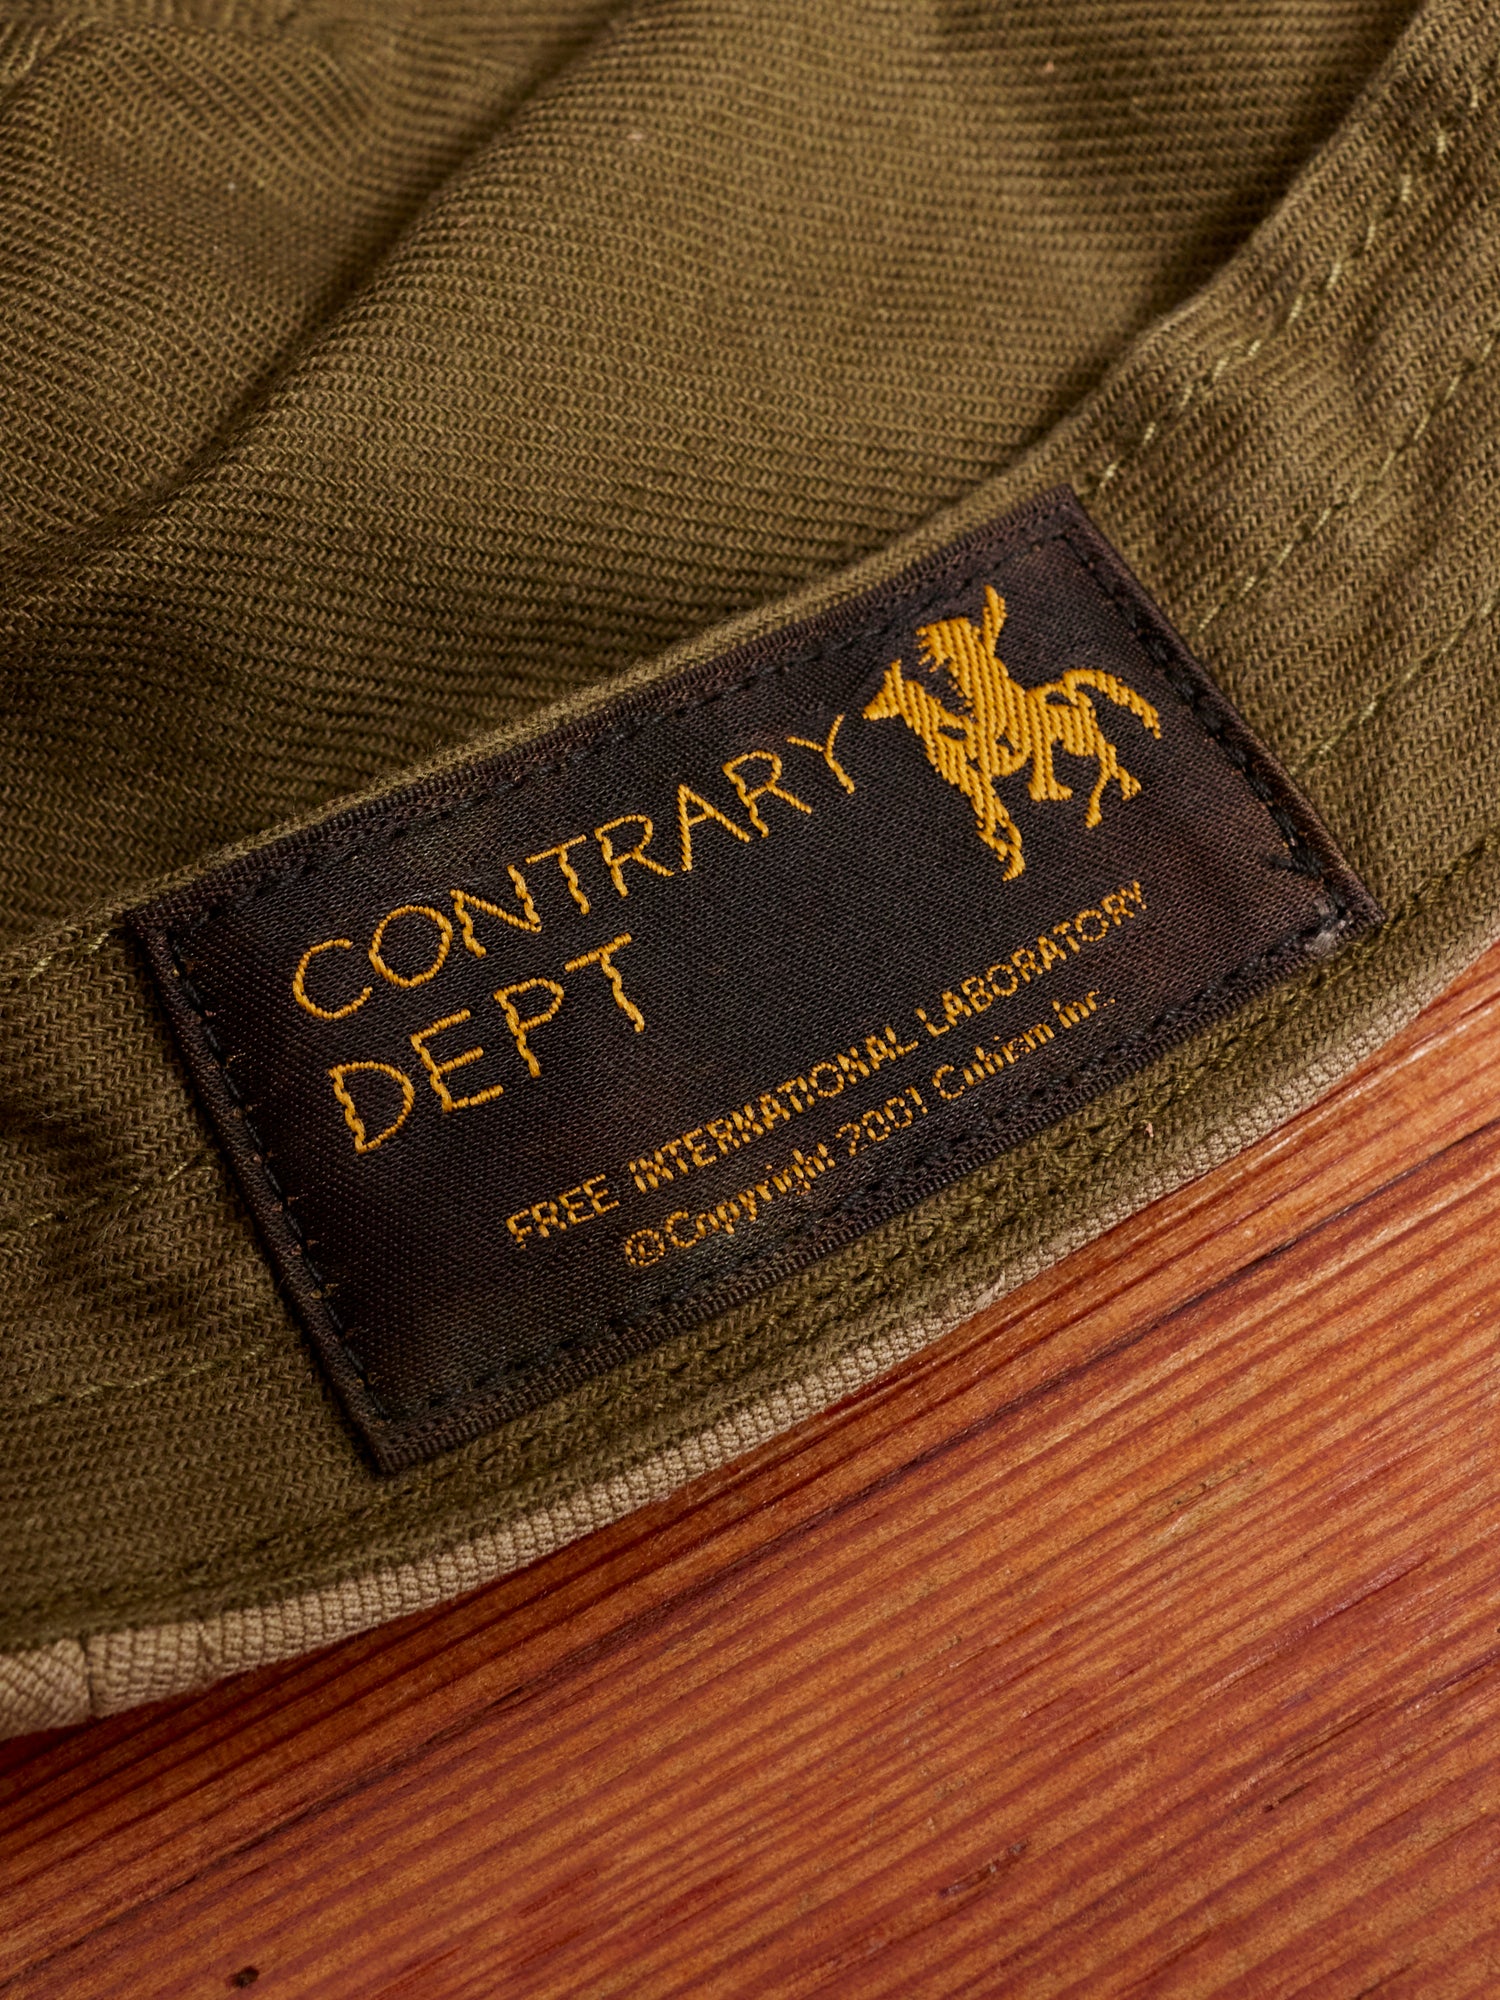 CONTRARY
DEPT
FREE INTERNATIONAL LABORATORY
©Copyright 2001 Cubism Inc.